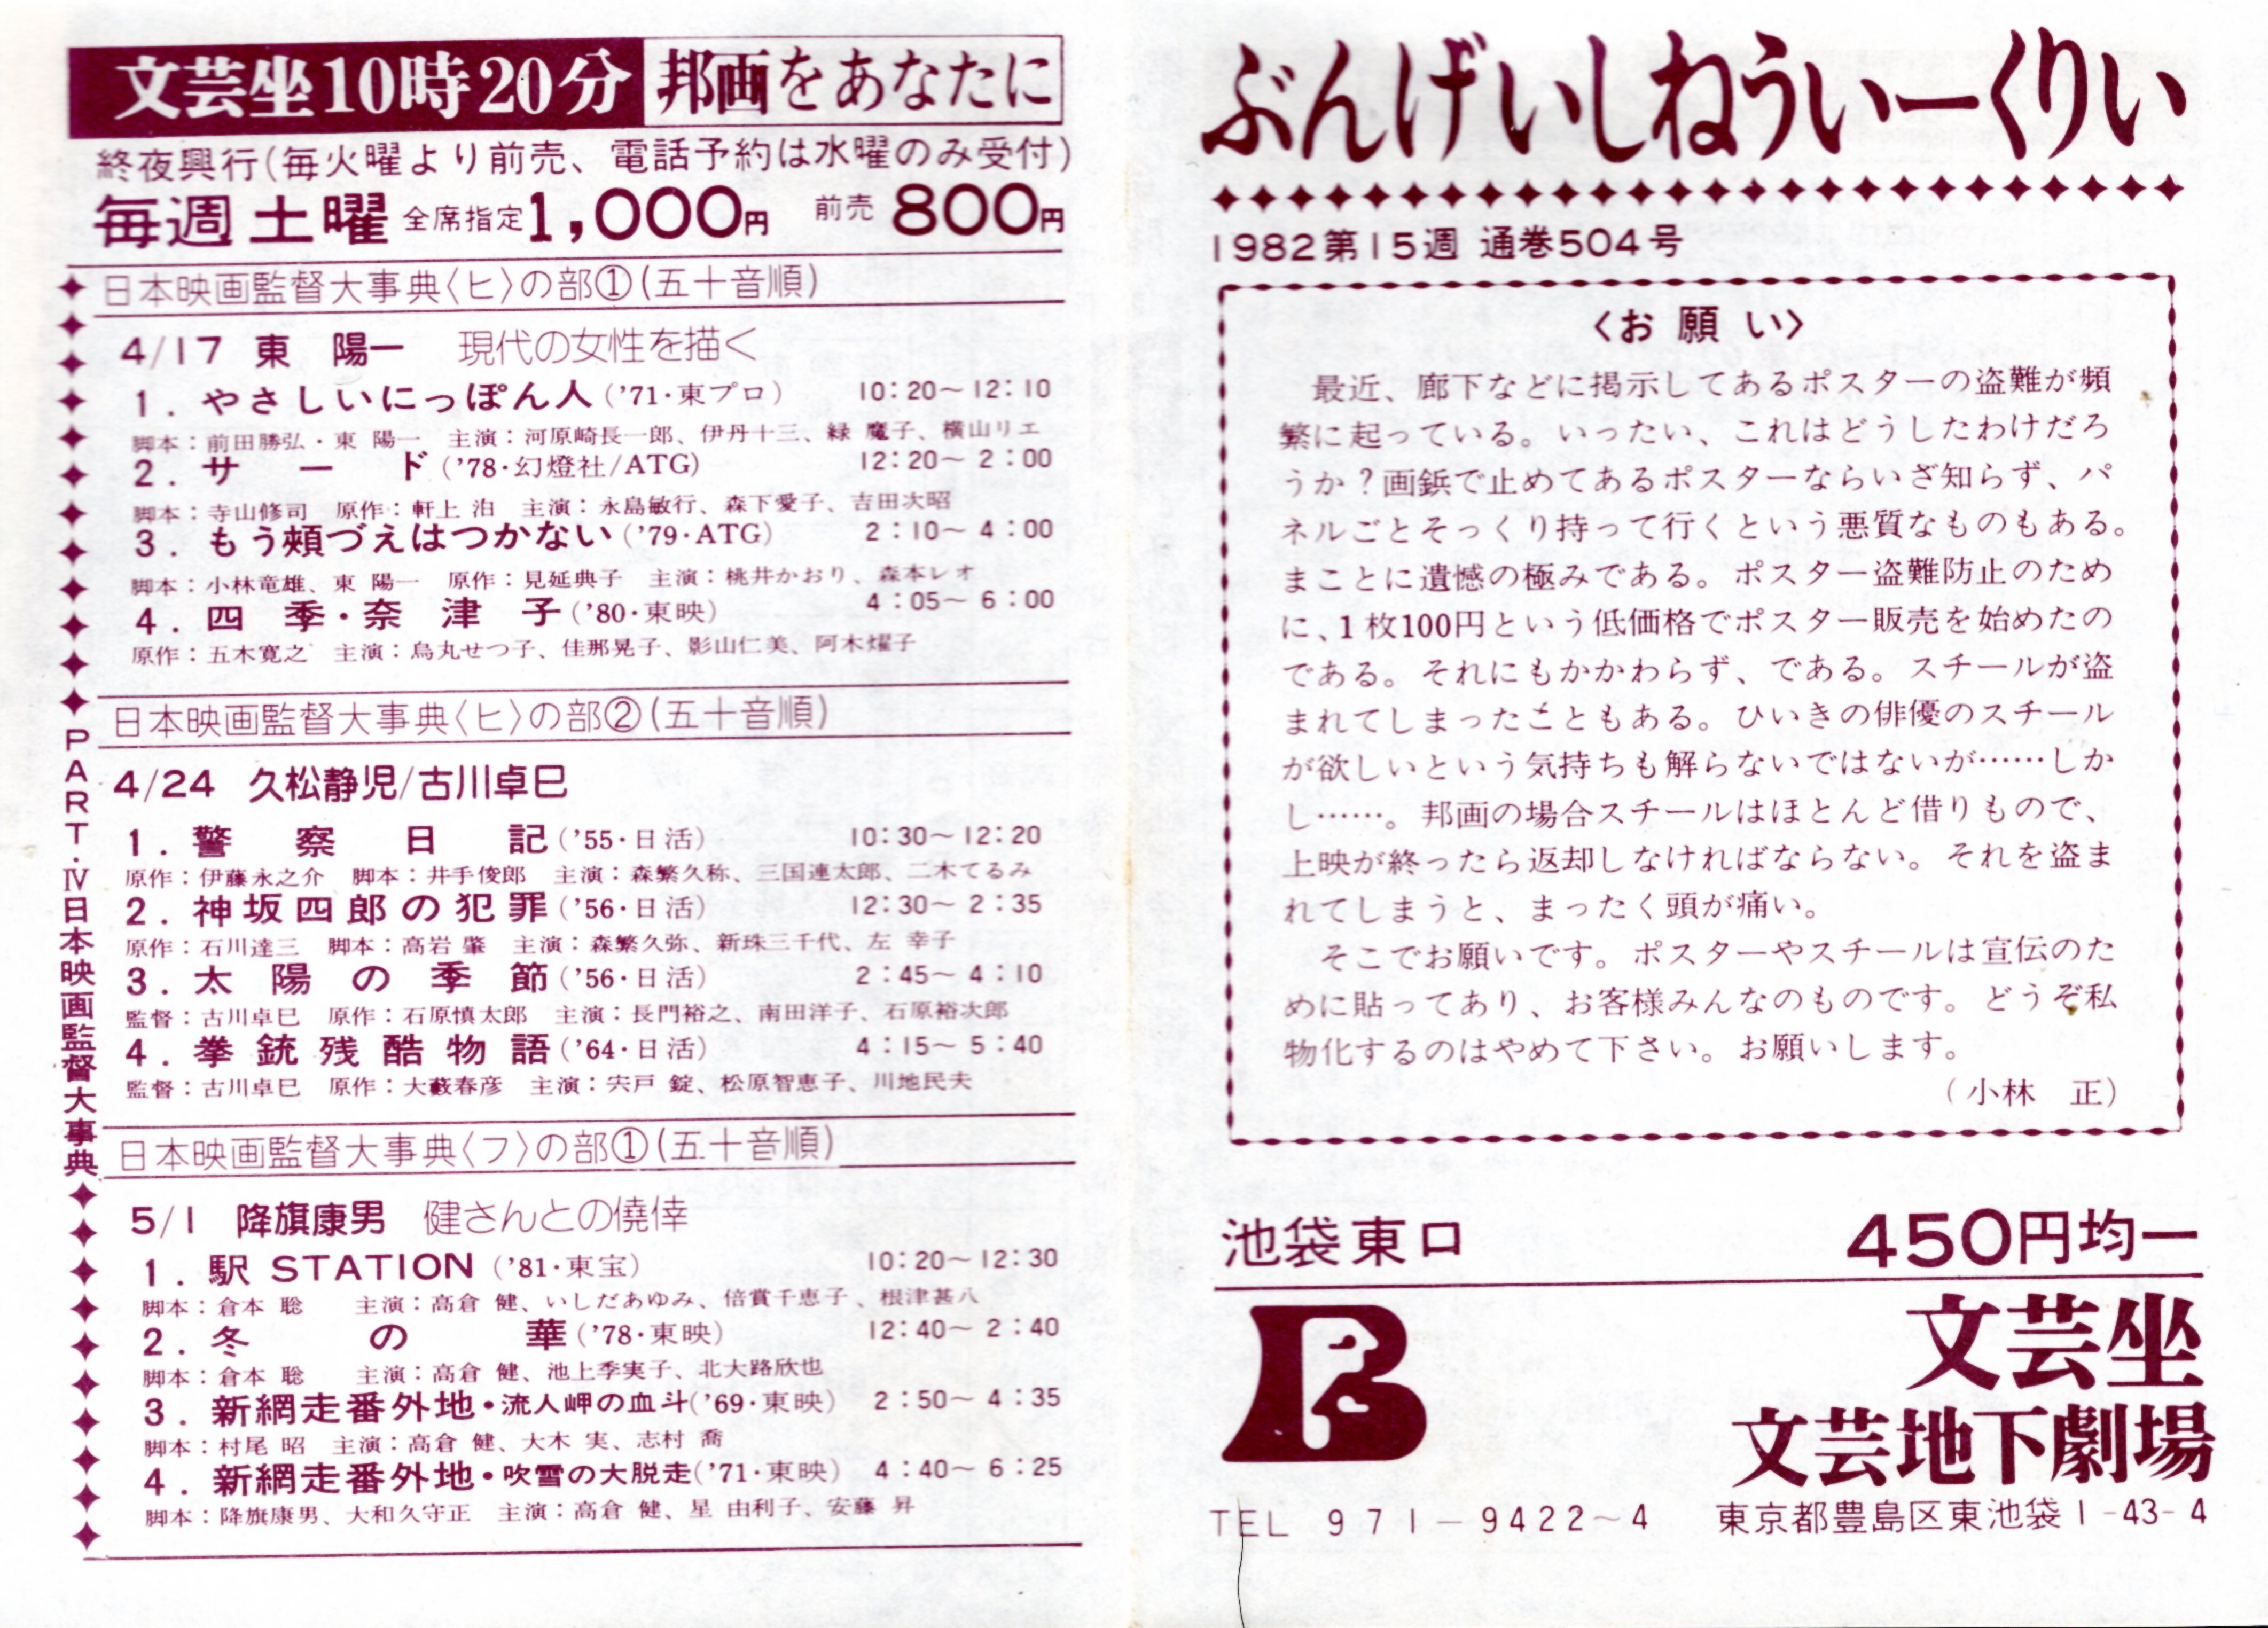 文芸坐10時20分 邦画をあなたに
終夜興行(毎火曜より前売、電話予約は水曜のみ受付)
毎週土曜 全席指定1,000円 前売 800円
日本映画監督大事典〈ヒ〉の部①(五十音順)
4/17 東 陽一 現代の女性を描く
1. やさしいにっぽん人('71・東プロ) 10:20〜12:10
脚本:前田勝弘・東 陽一 主演:河原崎長一郎、伊丹十三、緑 魔子、横山リエ
2. サード('78・幻燈社/ATG) 12:20〜2:00
脚本:寺山修司 原作:軒上 泊 主演:永島敏行、森下愛子、吉田次昭
3. もう頬づえはつかない('79・ATG) 2:10〜4:00
脚本:小林竜雄、東 陽一 原作:見延典子 主演:桃井かおり、森本レオ
4. 四季・奈津子('80・東映) 4:05〜6:00
原作:五木寛之 主演:烏丸せつ子、佳那晃子、影山仁美、阿木燿子
日本映画監督大事典〈ヒ〉の部②(五十音順)
4/24 久松静児/古川卓巳
1. 警察日記('55・日活) 10:30〜12:20
原作:伊藤永之介 脚本:井手俊郎 主演:森繁久称、三国連太郎、二木てるみ
2. 神坂四郎の犯罪('56・日活) 12:30〜2:35
原作:石川達三 脚本:高岩 肇 主演:森繁久弥、新珠三千代、左 幸子
3. 太陽の季節('56・日活) 2:45〜4:10
監督:古川卓巳 原作:石原慎太郎 主演:長門裕之、南田洋子、石原裕次郎
4. 拳銃残酷物語('64・日活) 4:15〜5:40
監督:古川卓巳 原作:大藪春彦 主演:宍戸 錠、松原智恵子、川地民夫
日本映画監督大事典〈フ〉の部①(五十音順)
5/1 降旗康男 健さんとの僥倖
1. 駅 STATION ('81・東宝) 10:20〜12:30
脚本:倉本 聡 主演:高倉 健、いしだあゆみ、倍賞千恵子、根津甚八
2. 冬の華('78・東映) 12:40〜2:40
脚本:倉本 聡 主演:高倉 健、池上季実子、北大路欣也
3. 新網走番外地・流人岬の血斗('69・東映) 2:50〜4:35
脚本:村尾 昭 主演:高倉 健、大木 実、志村 喬
4. 新網走番外地・吹雪の大脱走('71・東映) 4:40〜6:25
脚本:降旗康男、大和久守正 主演:高倉 健、星 由利子、安藤 昇
PART・Ⅳ日本映画監督大事典
ぶんげいしねうぃーくりぃ
1982第15週 通巻504号
〈お願い〉
最近、廊下などに掲示してあるポスターの盗難が頻
繁に起っている。いったい、これはどうしたわけだろ
うか?画鋲で止めてあるポスターならいざ知らず、パ
ネルごとそっくり持って行くという悪質なものもある。
まことに遺憾の極みである。ポスター盗難防止のため
に、1枚100円という低価格でポスター販売を始めたの
である。それにもかかわらず、である。スチールが盗
まれてしまったこともある。ひいきの俳優のスチール
が欲しいという気持ちも解らないではないが……しか
し……。邦画の場合スチールはほとんど借りもので、
上映が終ったら返却しなければならない。それを盗ま
れてしまうと、まったく頭が痛い。
そこでお願いです。ポスターやスチールは宣伝のた
めに貼ってあり、お客様みんなのものです。どうぞ私
物化するのはやめて下さい。お願いします。
(小林 正)
池袋東口 450円均一
B
文芸坐
文芸地下劇場
TEL 971-9422〜4 東京都豊島区東池袋1-43-4